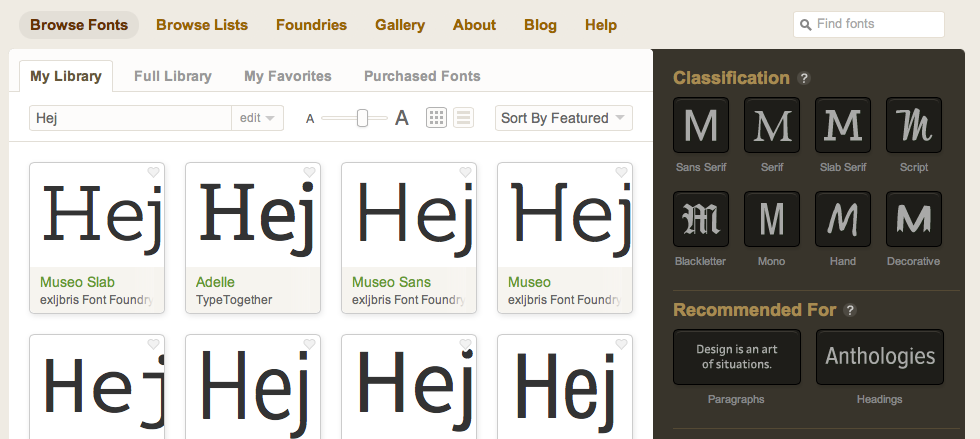 Browse Fonts Browse Lists Foundries Gallery About Blog Help Find fonts
My Library Full Library My Favorites Purchased Fonts
Hej edit A A Sort By Featured
Hej Hej Hej Hej
Museo Slab Adelle Museo Sans Museo
exljbris Font Foundry TypeTogether exljbris Font Foundry exljbris Font Foundry
Hej Hej Hej Hej
Classification ?
M M M M
Sans Serif Serif Slab Serif Script
M M M M
Blackletter Mono Hand Decorative
Recommended For ?
Design is an art
of situations.
Anthologies
Paragraphs Headings